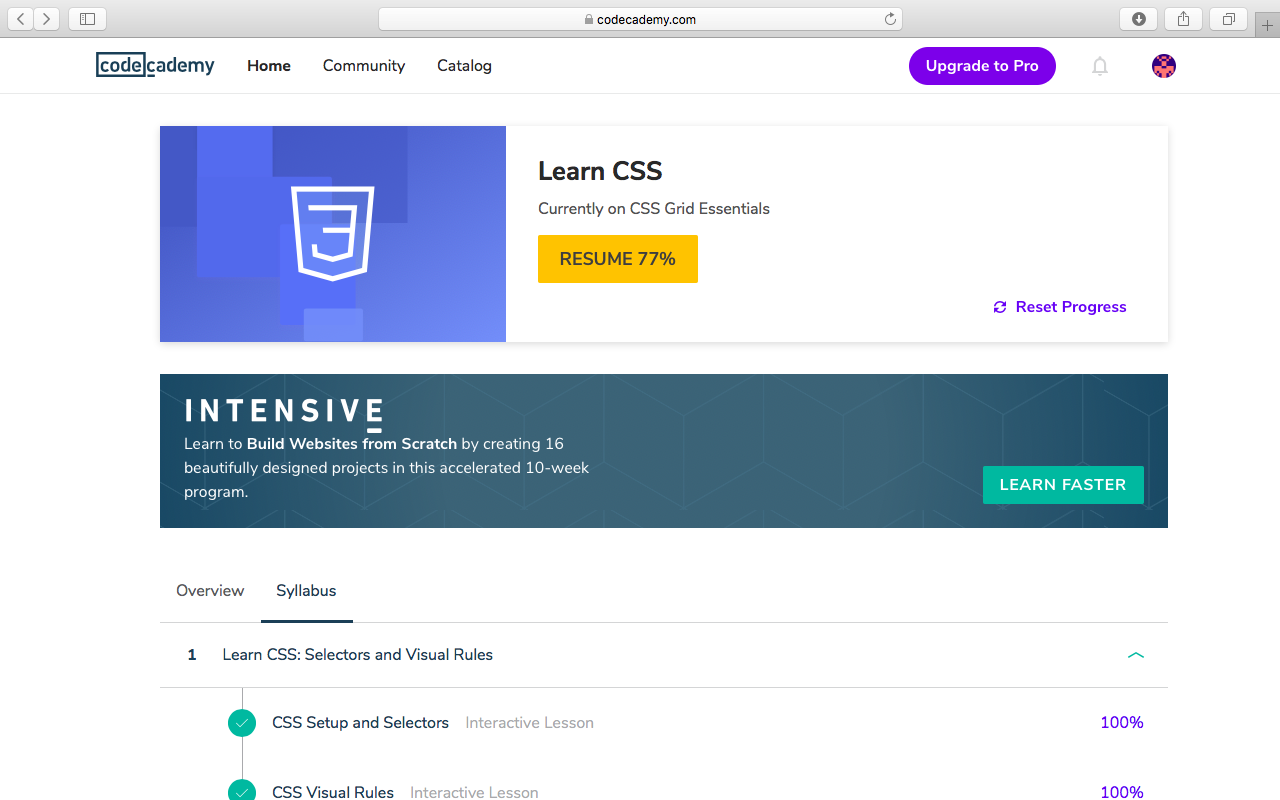 codecademy.com
codecademy Home Community Catalog Upgrade to Pro
Learn CSS
Currently on CSS Grid Essentials
RESUME 77%
Reset Progress
INTENSIVE
Learn to Build Websites from Scratch by creating 16
beautifully designed projects in this accelerated 10-week
program.
LEARN FASTER
Overview Syllabus
1 Learn CSS: Selectors and Visual Rules
CSS Setup and Selectors Interactive Lesson 100%
CSS Visual Rules Interactive Lesson 100%